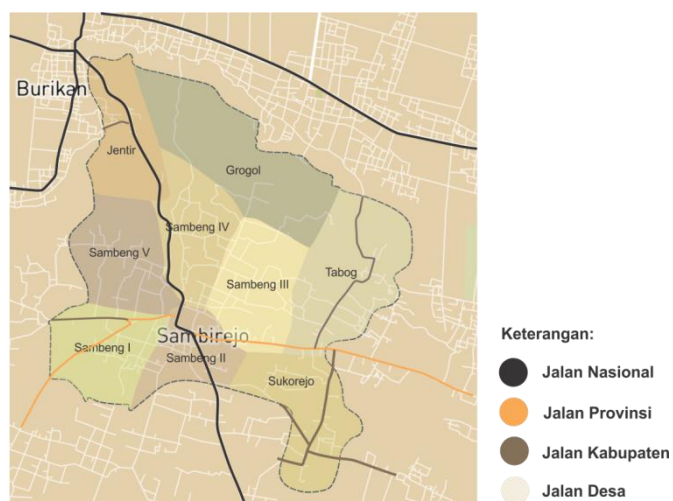 Burikan
Jentir
Grogol
Sambeng IV
Sambeng V
Tabog
Sambeng III
Sambirejo
Sambeng I
Sambeng II
Sukorejo
Keterangan:
Jalan Nasional
Jalan Provinsi
Jalan Kabupaten
Jalan Desa